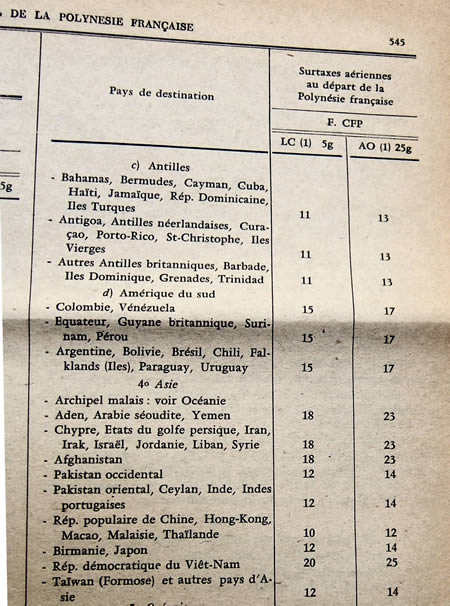 DE LA POLYNESIE FRANÇAISE
545
Pays de destination
Surtaxes aériennes
au départ de la
Polynésie française
F. CFP
LC (1) 5g AO (1) 25g
5g
c) Antilles
- Bahamas, Bermudes, Cayman, Cuba,
Haïti, Jamaïque, Rép. Dominicaine,
Iles Turques 11 13
- Antigoa, Antilles néerlandaises, Cura-
çao, Porto-Rico, St-Christophe, Iles
Vierges 11 13
- Autres Antilles britanniques, Barbade,
Iles Dominique, Grenades, Trinidad 11 13
d) Amérique du sud
- Colombie, Vénézuela 15 17
- Equateur, Guyane britannique, Suri-
nam, Pérou 15 17
- Argentine, Bolivie, Brésil, Chili, Fal-
klands (Iles), Paraguay, Uruguay 15 17
4o Asie
- Archipel malais : voir Océanie
- Aden, Arabie séoudite, Yemen 18 23
- Chypre, Etats du golfe persique, Iran,
Irak, Israël, Jordanie, Liban, Syrie 18 23
- Afghanistan 18 23
- Pakistan occidental 12 14
- Pakistan oriental, Ceylan, Inde, Indes
portugaises 12 14
- Rép. populaire de Chine, Hong-Kong,
Macao, Malaisie, Thaïlande 10 12
- Birmanie, Japon 12 14
- Rép. démocratique du Viêt-Nam 20 25
- Taïwan (Formose) et autres pays d'A-
sie 12 14